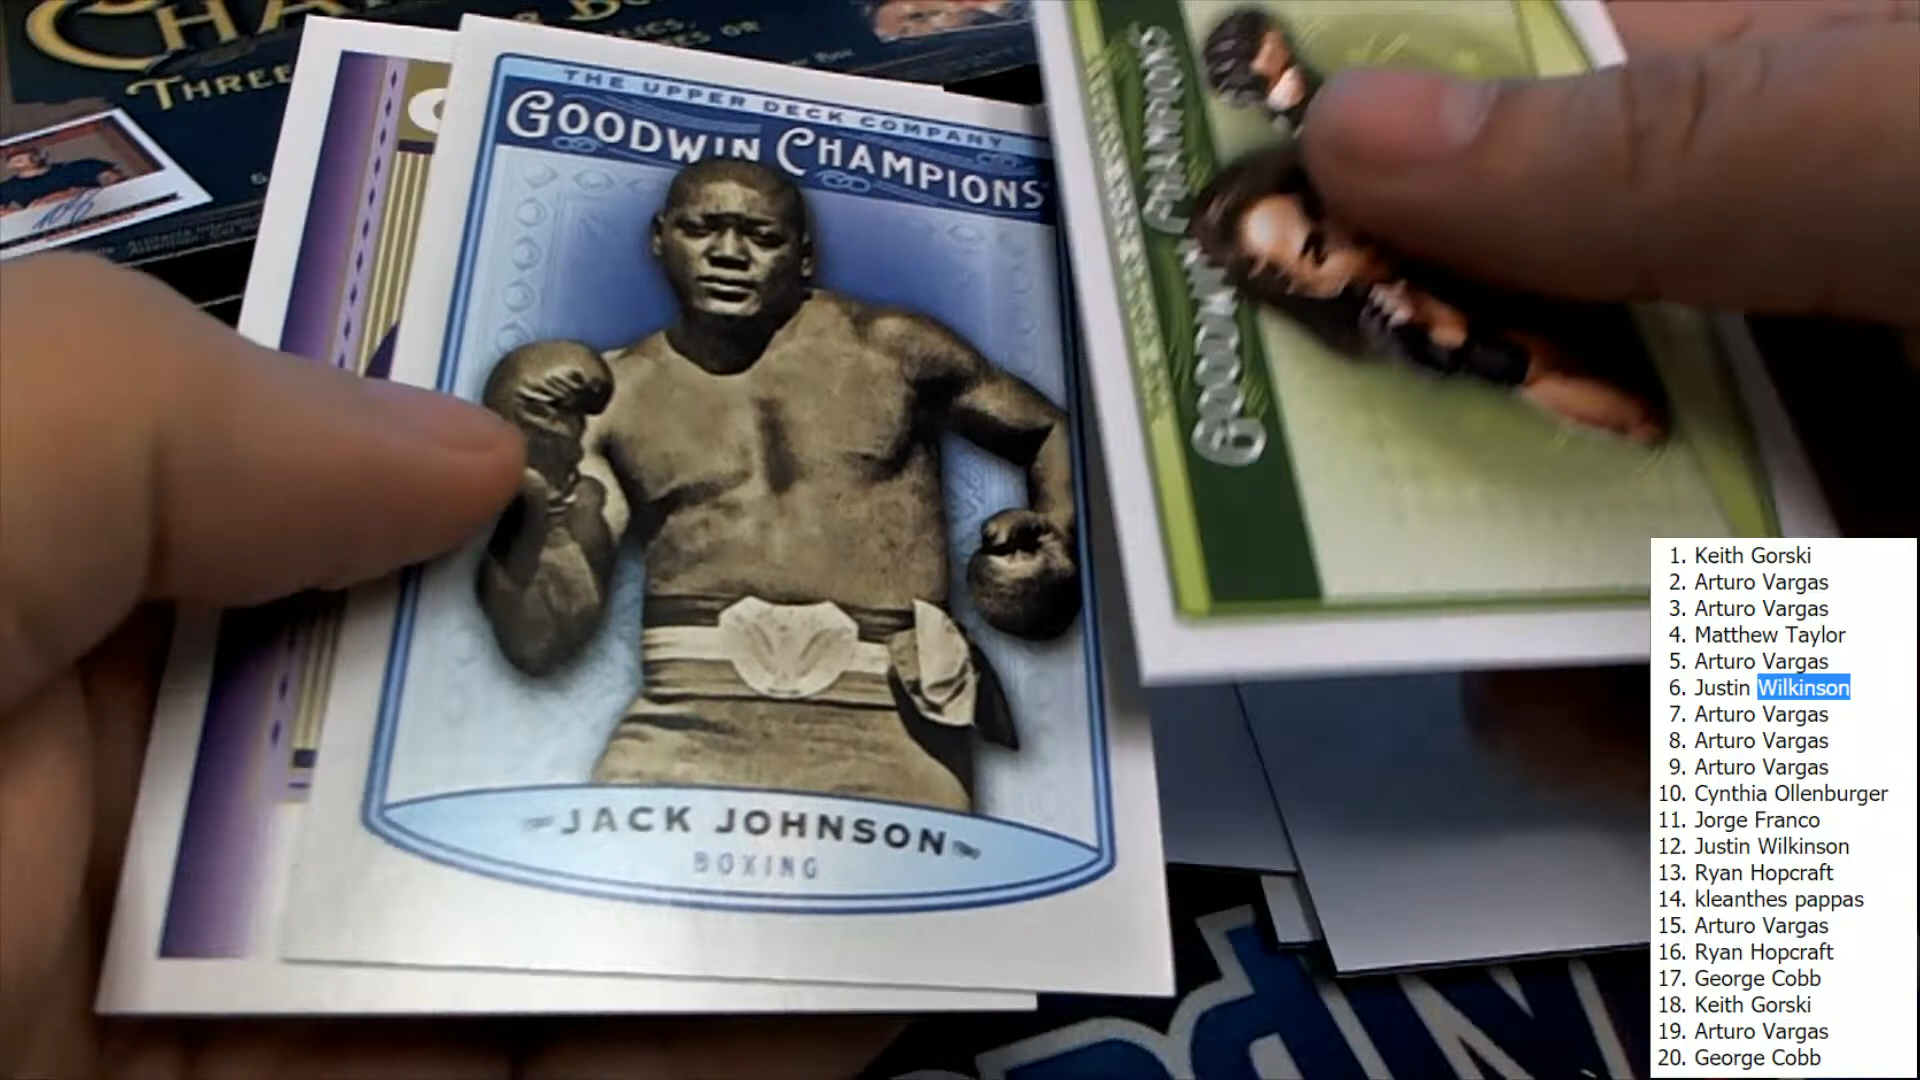 THREE
THE UPPER DECK COMPANY
GOODWIN CHAMPIONS
JACK JOHNSON
BOXING
GOODWIN CHAMPIONS
1. Keith Gorski
2. Arturo Vargas
3. Arturo Vargas
4. Matthew Taylor
5. Arturo Vargas
6. Justin Wilkinson
7. Arturo Vargas
8. Arturo Vargas
9. Arturo Vargas
10. Cynthia Ollenburger
11. Jorge Franco
12. Justin Wilkinson
13. Ryan Hopcraft
14. kleanthes pappas
15. Arturo Vargas
16. Ryan Hopcraft
17. George Cobb
18. Keith Gorski
19. Arturo Vargas
20. George Cobb